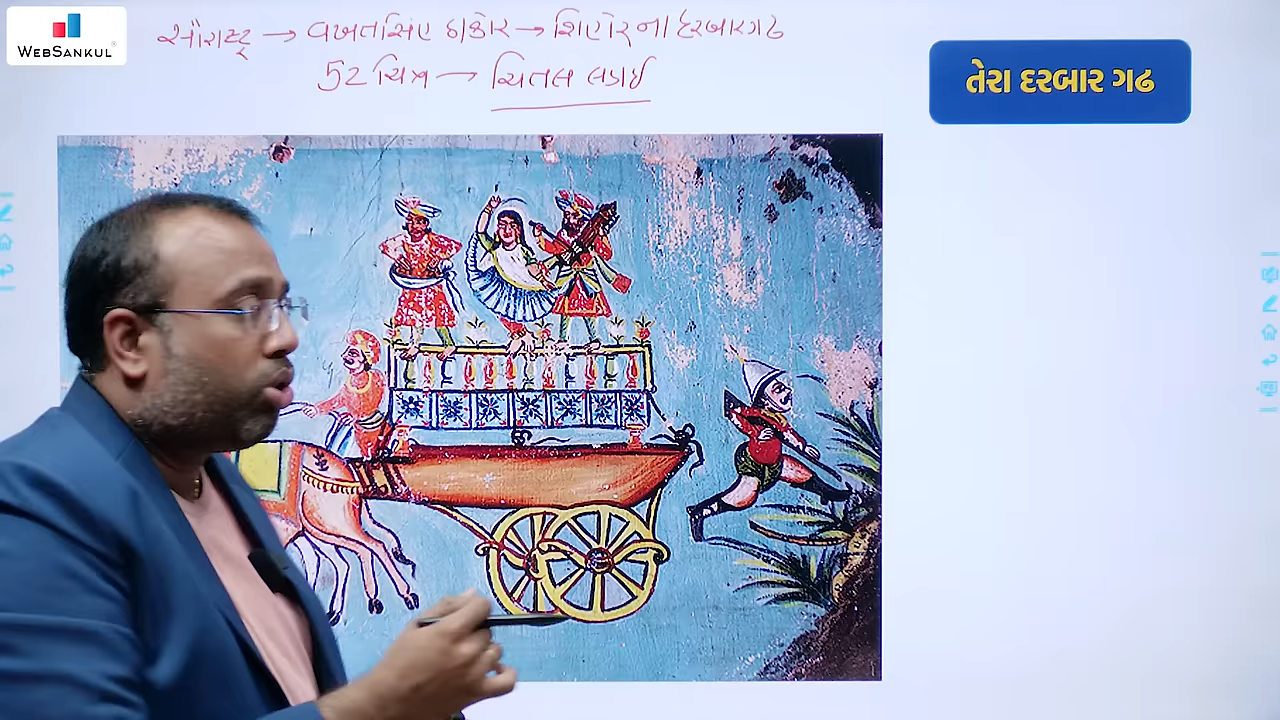 WEBSANKUL
સૌરાષ્ટ્ર → વખતસિંહ ઠાકોર → શિહોરના દરબારગઢ
52 ચિત્ર → ચિતલ લડાઈ
તેરા દરબાર ગઢ